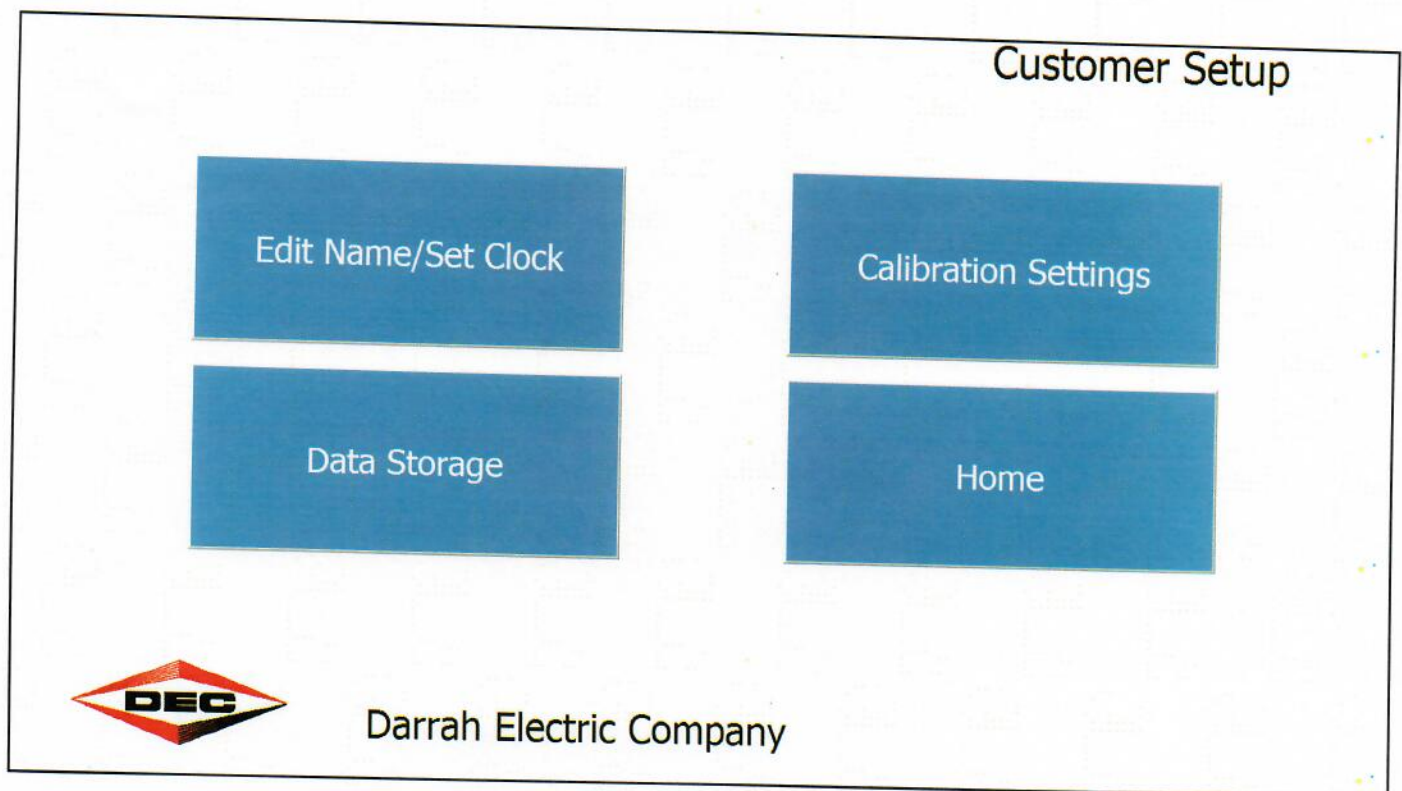 Customer Setup
Edit Name/Set Clock
Calibration Settings
Data Storage
Home
DEC
Darrah Electric Company